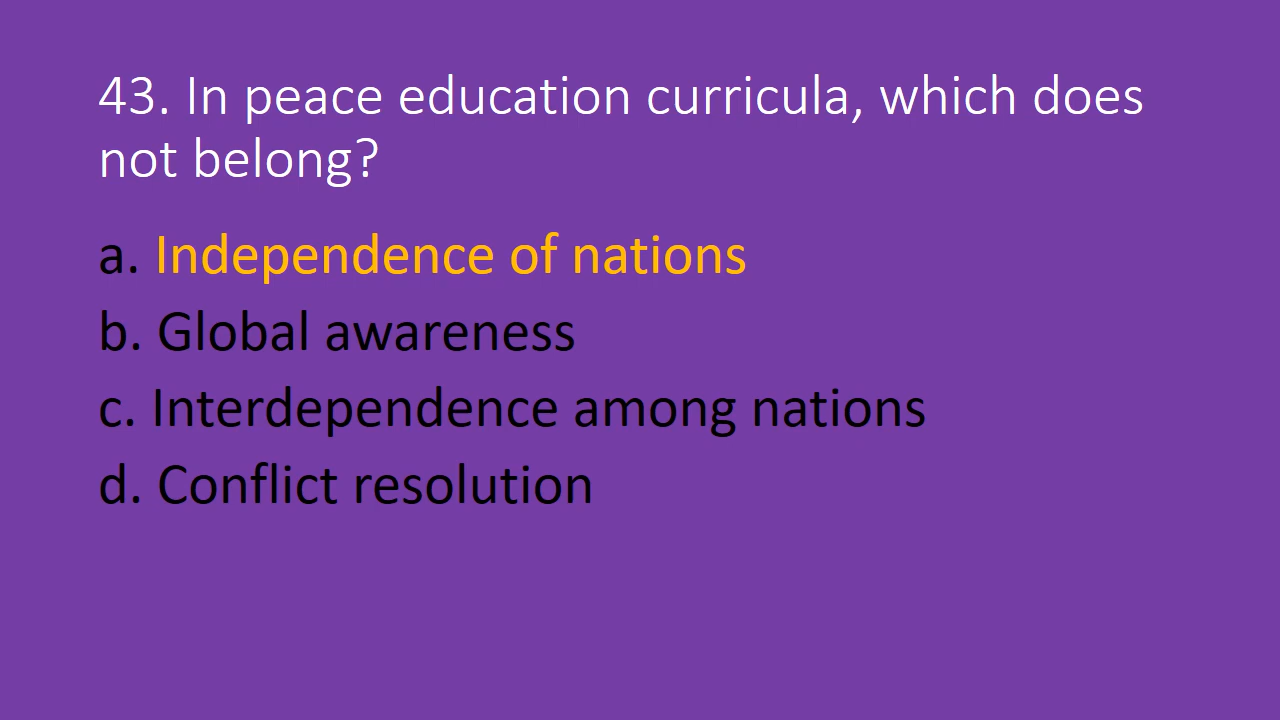 43. In peace education curricula, which does
not belong?
a. Independence of nations
b. Global awareness
c. Interdependence among nations
d. Conflict resolution